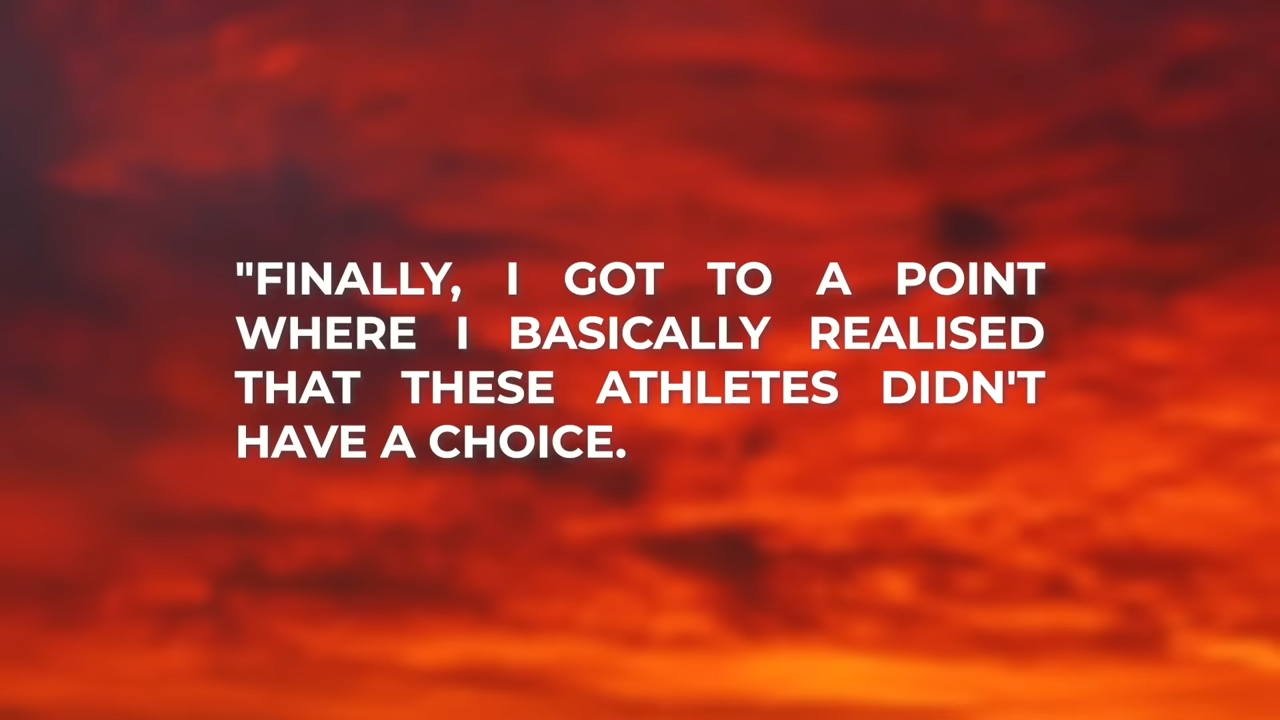 "FINALLY, I GOT TO A POINT
WHERE I BASICALLY REALISED
THAT THESE ATHLETES DIDN'T
HAVE A CHOICE.